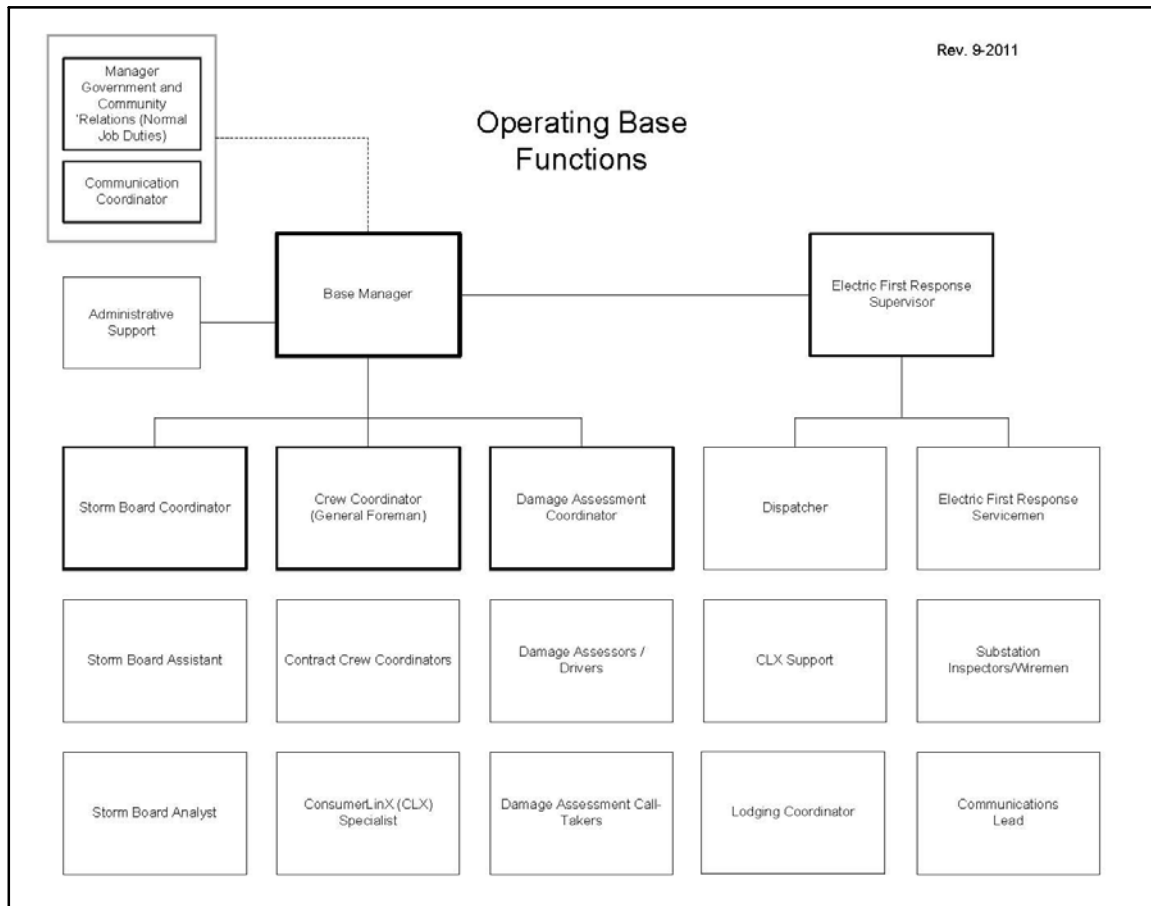 Rev. 9-2011
Manager
Government and
Community
'Relations (Normal
Job Duties)
Communication
Coordinator
Operating Base
Functions
Base Manager
Electric First Response
Supervisor
Administrative
Support
Storm Board Coordinator
Crew Coordinator
(General Foreman)
Damage Assessment
Coordinator
Dispatcher
Electric First Response
Servicemen
Storm Board Assistant
Contract Crew Coordinators
Damage Assessors /
Drivers
CLX Support
Substation
Inspectors/Wiremen
Storm Board Analyst
ConsumerLinX (CLX)
Specialist
Damage Assessment Call-
Takers
Lodging Coordinator
Communications
Lead